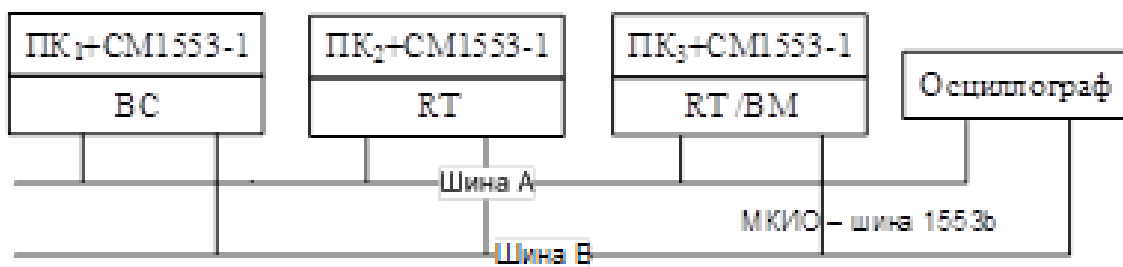 ПК1+СМ1553-1
ВС
ПК2+СМ1553-1
RT
ПК3+СМ1553-1
RT /BM
Осциллограф
Шина А
МКИО – шина 1553b
Шина В